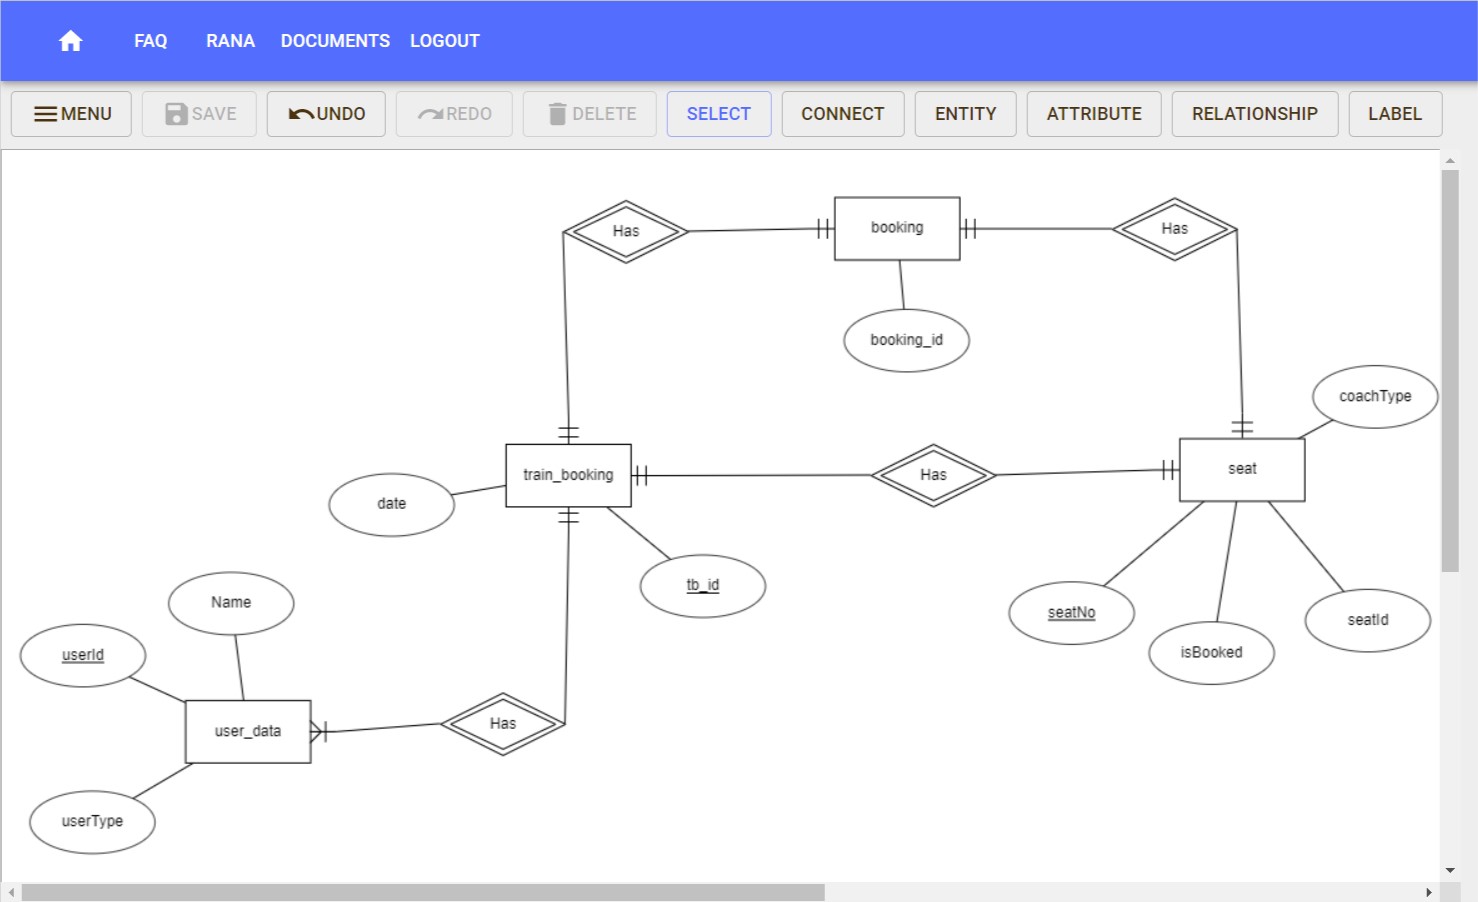 FAQ RANA DOCUMENTS LOGOUT
MENU SAVE UNDO REDO DELETE SELECT CONNECT ENTITY ATTRIBUTE RELATIONSHIP LABEL
Has
booking
Has
booking_id
coachType
train_booking
Has
seat
date
tb_id
Name
seatNo
isBooked
seatId
userId
user_data
Has
userType